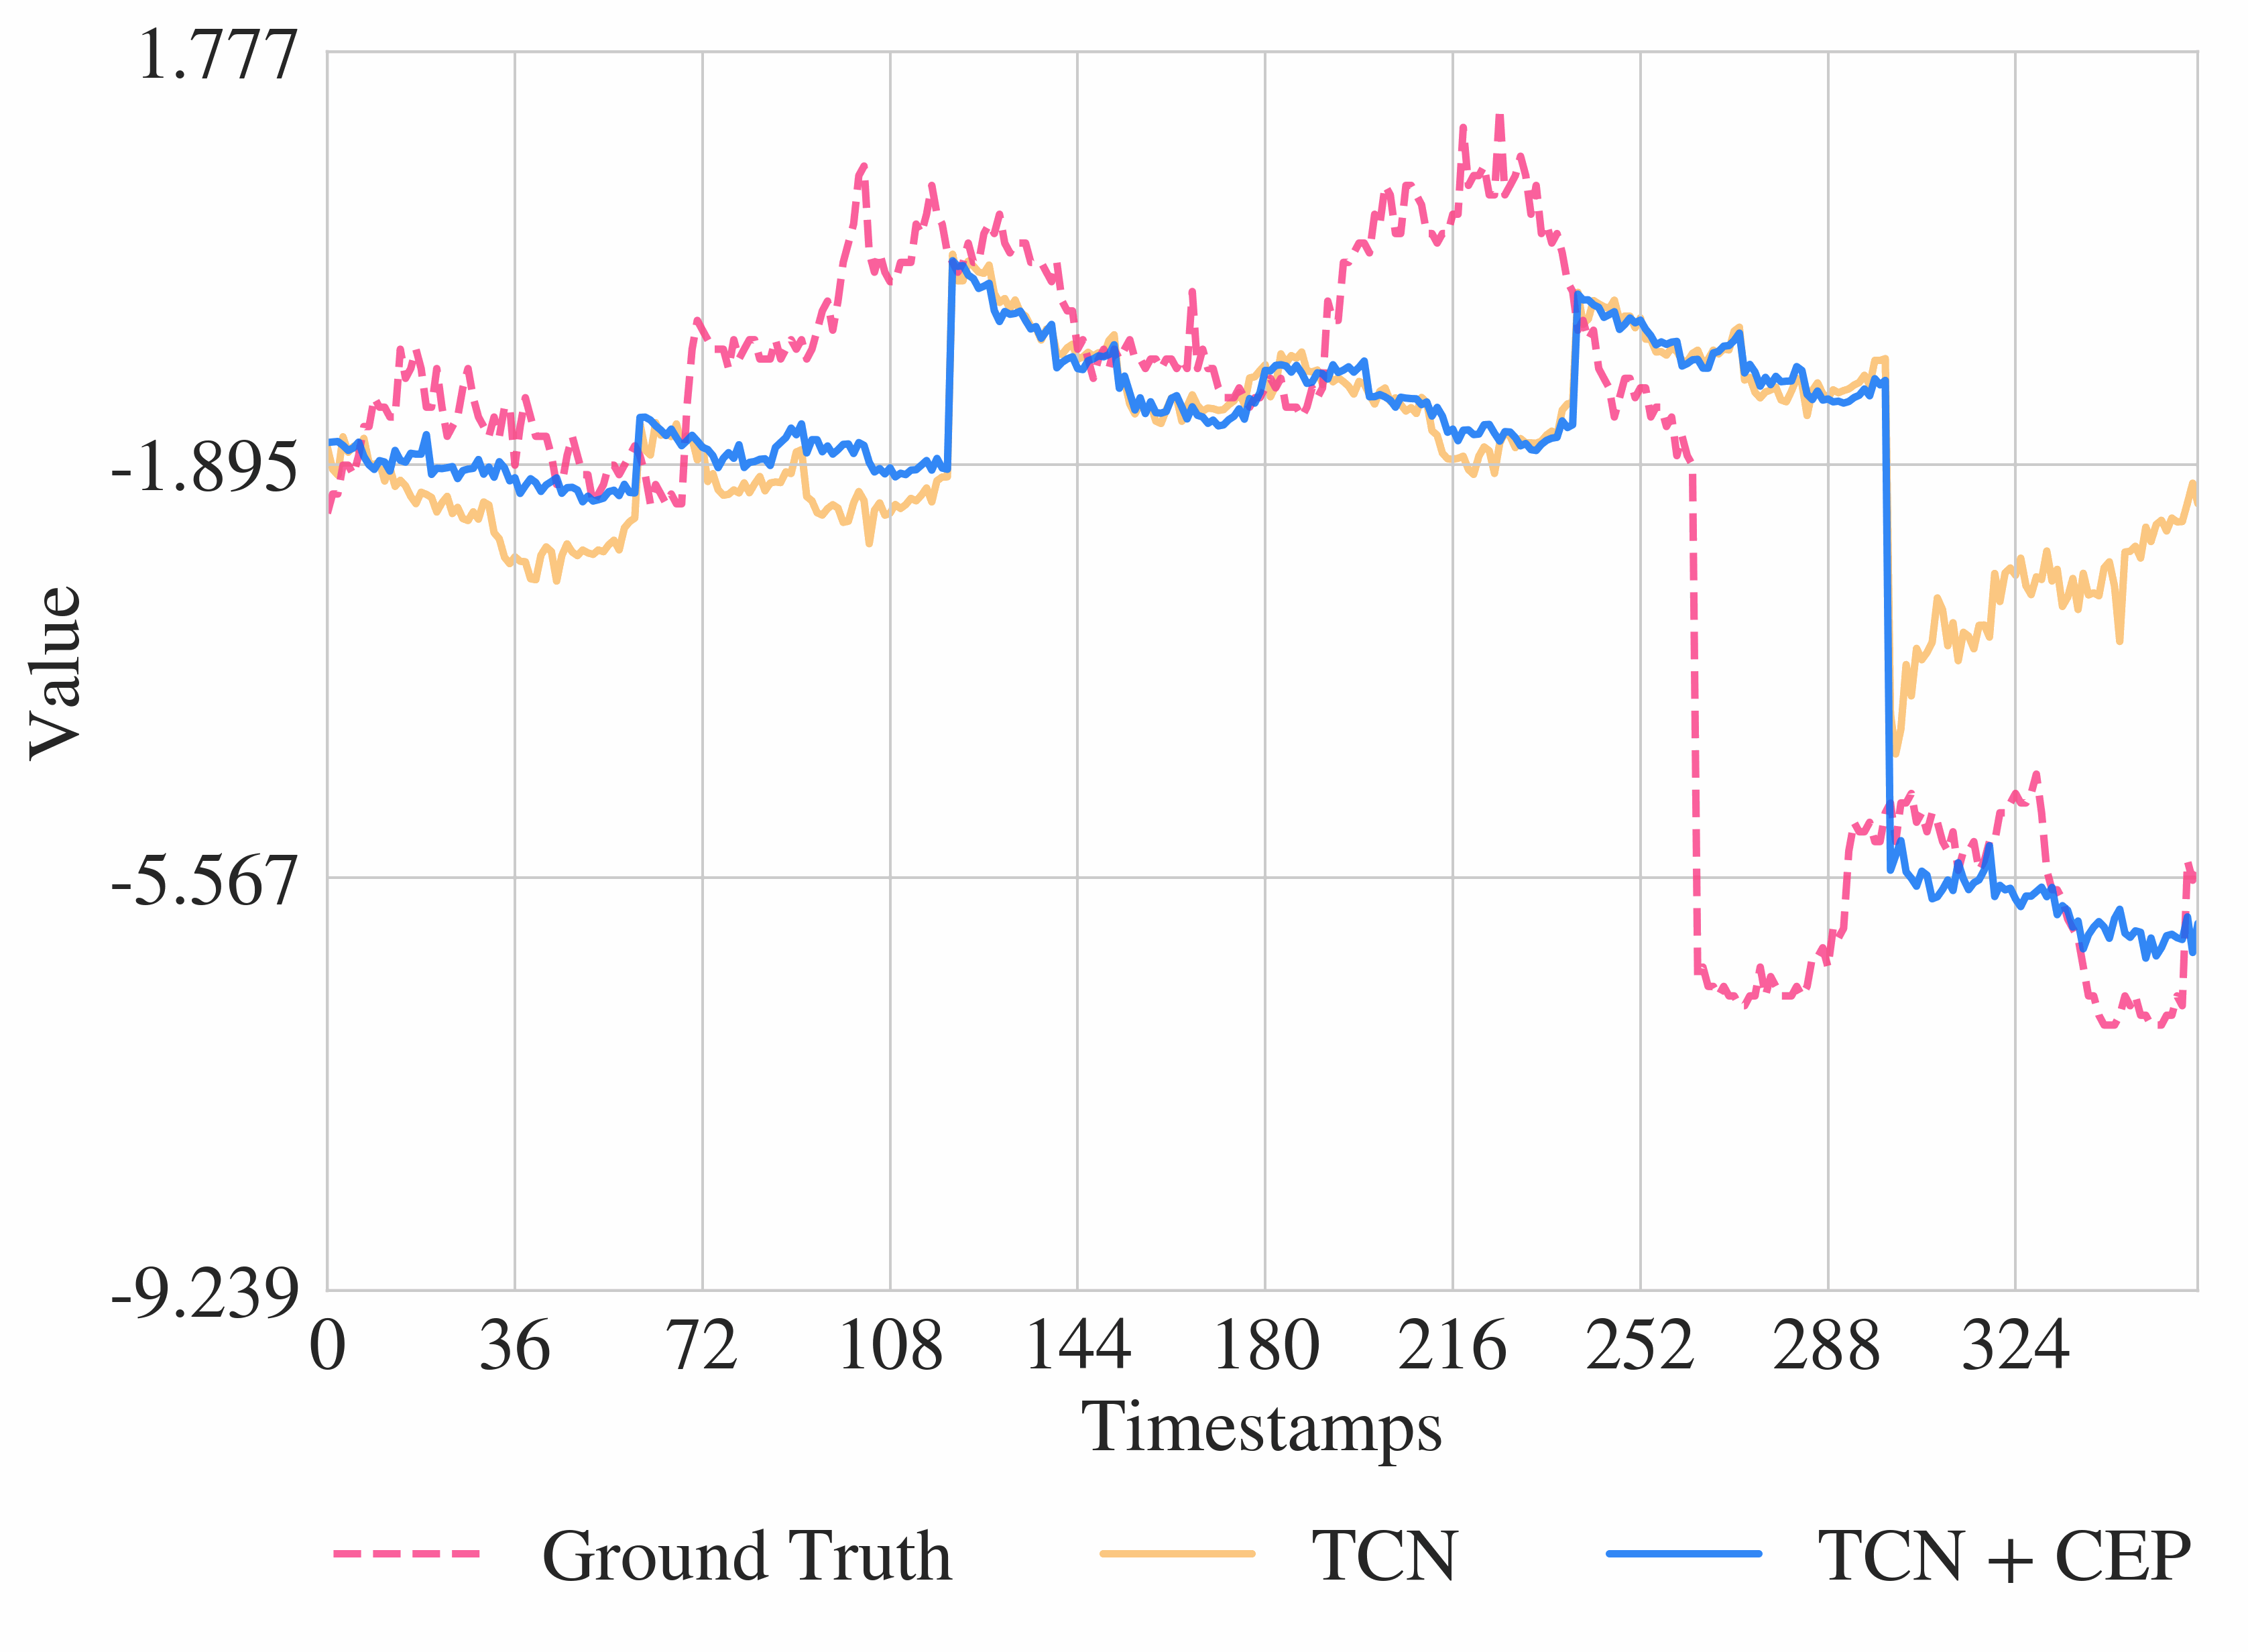 1.777
-1.895
-5.567
-9.239
Value
0 36 72 108 144 180 216 252 288 324
Timestamps
Ground Truth TCN TCN + CEP